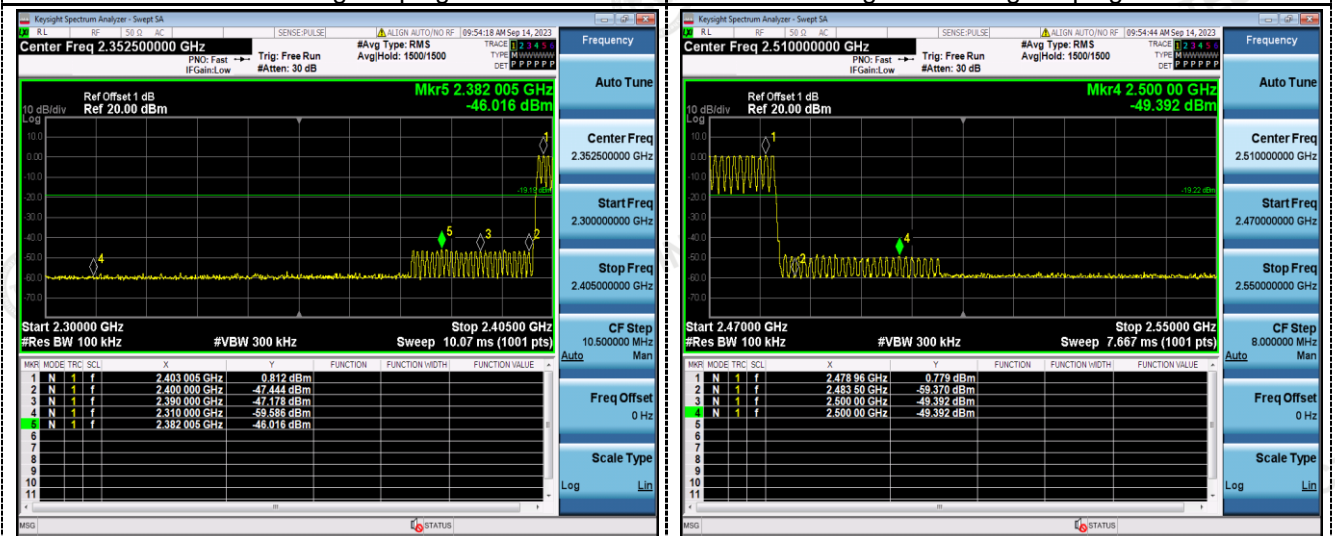 Keysight Spectrum Analyzer - Swept SA
RL RF 50 Ω AC SENSE:PULSE ALIGN AUTO/NO RF 09:54:18 AM Sep 14, 2023
Center Freq 2.352500000 GHz
#Avg Type: RMS
TRACE 1 2 3 4 5 6
PNO: Fast Trig: Free Run Avg|Hold: 1500/1500
TYPE M WWWWW
IFGain:Low #Atten: 30 dB
DET P P P P P P
Mkr5 2.382 005 GHz
-46.016 dBm
Ref Offset 1 dB
10 dB/div Ref 20.00 dBm
Log
10.0
0.00
-10.0
-20.0
-30.0
-40.0
-50.0
-60.0
-70.0
1
5
3
2
4
Start 2.30000 GHz Stop 2.40500 GHz
#Res BW 100 kHz #VBW 300 kHz Sweep 10.07 ms (1001 pts)
MKR MODE TRC SCL X Y FUNCTION FUNCTION WIDTH FUNCTION VALUE
1 N 1 f 2.403 005 GHz 0.812 dBm
2 N 1 f 2.400 000 GHz -47.444 dBm
3 N 1 f 2.390 000 GHz -47.178 dBm
4 N 1 f 2.310 000 GHz -59.586 dBm
5 N 1 f 2.382 005 GHz -46.016 dBm
6
7
8
9
10
11
MSG STATUS
Frequency
Auto Tune
Center Freq
2.352500000 GHz
Start Freq
2.300000000 GHz
Stop Freq
2.405000000 GHz
CF Step
10.500000 MHz
Auto Man
Freq Offset
0 Hz
Scale Type
Log Lin
Keysight Spectrum Analyzer - Swept SA
RL RF 50 Ω AC SENSE:PULSE ALIGN AUTO/NO RF 09:54:44 AM Sep 14, 2023
Center Freq 2.510000000 GHz
#Avg Type: RMS
TRACE 1 2 3 4 5 6
PNO: Fast Trig: Free Run Avg|Hold: 1500/1500
TYPE M WWWWW
IFGain:Low #Atten: 30 dB
DET P P P P P P
Mkr4 2.500 00 GHz
-49.392 dBm
Ref Offset 1 dB
10 dB/div Ref 20.00 dBm
Log
10.0
0.00
-10.0
-20.0
-30.0
-40.0
-50.0
-60.0
-70.0
1
-19.22 dBm
4
2
Start 2.47000 GHz Stop 2.55000 GHz
#Res BW 100 kHz #VBW 300 kHz Sweep 7.667 ms (1001 pts)
MKR MODE TRC SCL X Y FUNCTION FUNCTION WIDTH FUNCTION VALUE
1 N 1 f 2.478 96 GHz 0.779 dBm
2 N 1 f 2.483 50 GHz -59.370 dBm
3 N 1 f 2.500 00 GHz -49.392 dBm
4 N 1 f 2.500 00 GHz -49.392 dBm
5
6
7
8
9
10
11
MSG STATUS
Frequency
Auto Tune
Center Freq
2.510000000 GHz
Start Freq
2.470000000 GHz
Stop Freq
2.550000000 GHz
CF Step
8.000000 MHz
Auto Man
Freq Offset
0 Hz
Scale Type
Log Lin